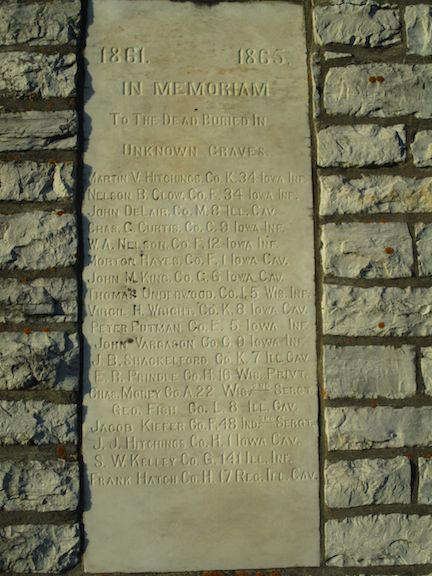 1861. 1865.
IN MEMORIAM
TO THE DEAD BURIED IN
UNKNOWN GRAVES.
MARTIN V. HITCHINGS. CO. K. 34 IOWA INF.
NELSON B. CLOW. CO. F. 34 IOWA INF.
JOHN DELAIR. CO. M. 8 ILL. CAV.
CHAS. G. CURTIS. CO. C. 9 IOWA INF.
W. A. NELSON. CO. F. 12 IOWA INF.
MORTON HAYES. CO. F. 1 IOWA CAV.
JOHN M. KING. CO. G. 6 IOWA CAV.
THOMAS UNDERWOOD. CO. I. 5 WIS. INF.
VIRGIL H. WRIGHT. CO. K. 8 IOWA CAV.
PETER PUTMAN. CO. E. 5 IOWA INF.
JOHN VARGASON CO. C. 9 IOWA INF.
J. B. SHACKELFORD. CO. K. 7 ILL. CAV.
E. R. PRINDLE CO. H. 16 WIS. PRIVT.
CHAS. MONEY CO. A. 22 WIS. SERGT.
GEO. FISH CO. L. 8 ILL. CAV.
JACOB KIEFER CO. F. 48 IND. SERGT.
J. J. HITCHINGS CO. H. 1 IOWA CAV.
S. W. KELLEY CO. G. 141 ILL. INF.
FRANK HATCH CO. H. 17 REG. ILL. CAV.